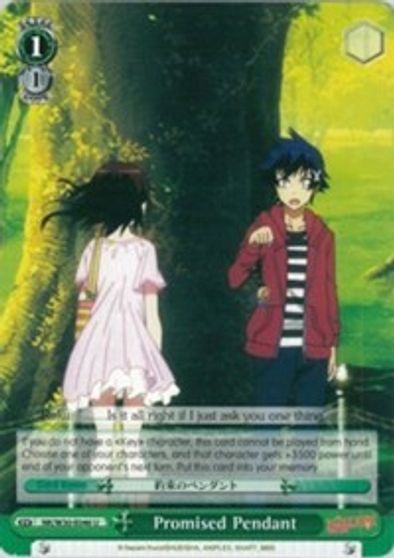 1
1
Is it all right if I just ask you one thing
If you do not have a «Key» character, this card cannot be played from hand.
Choose one of your characters, and that character gets +3500 power until
end of your opponent's next turn. Put this card into your memory.
約束のペンダント
Promised Pendant